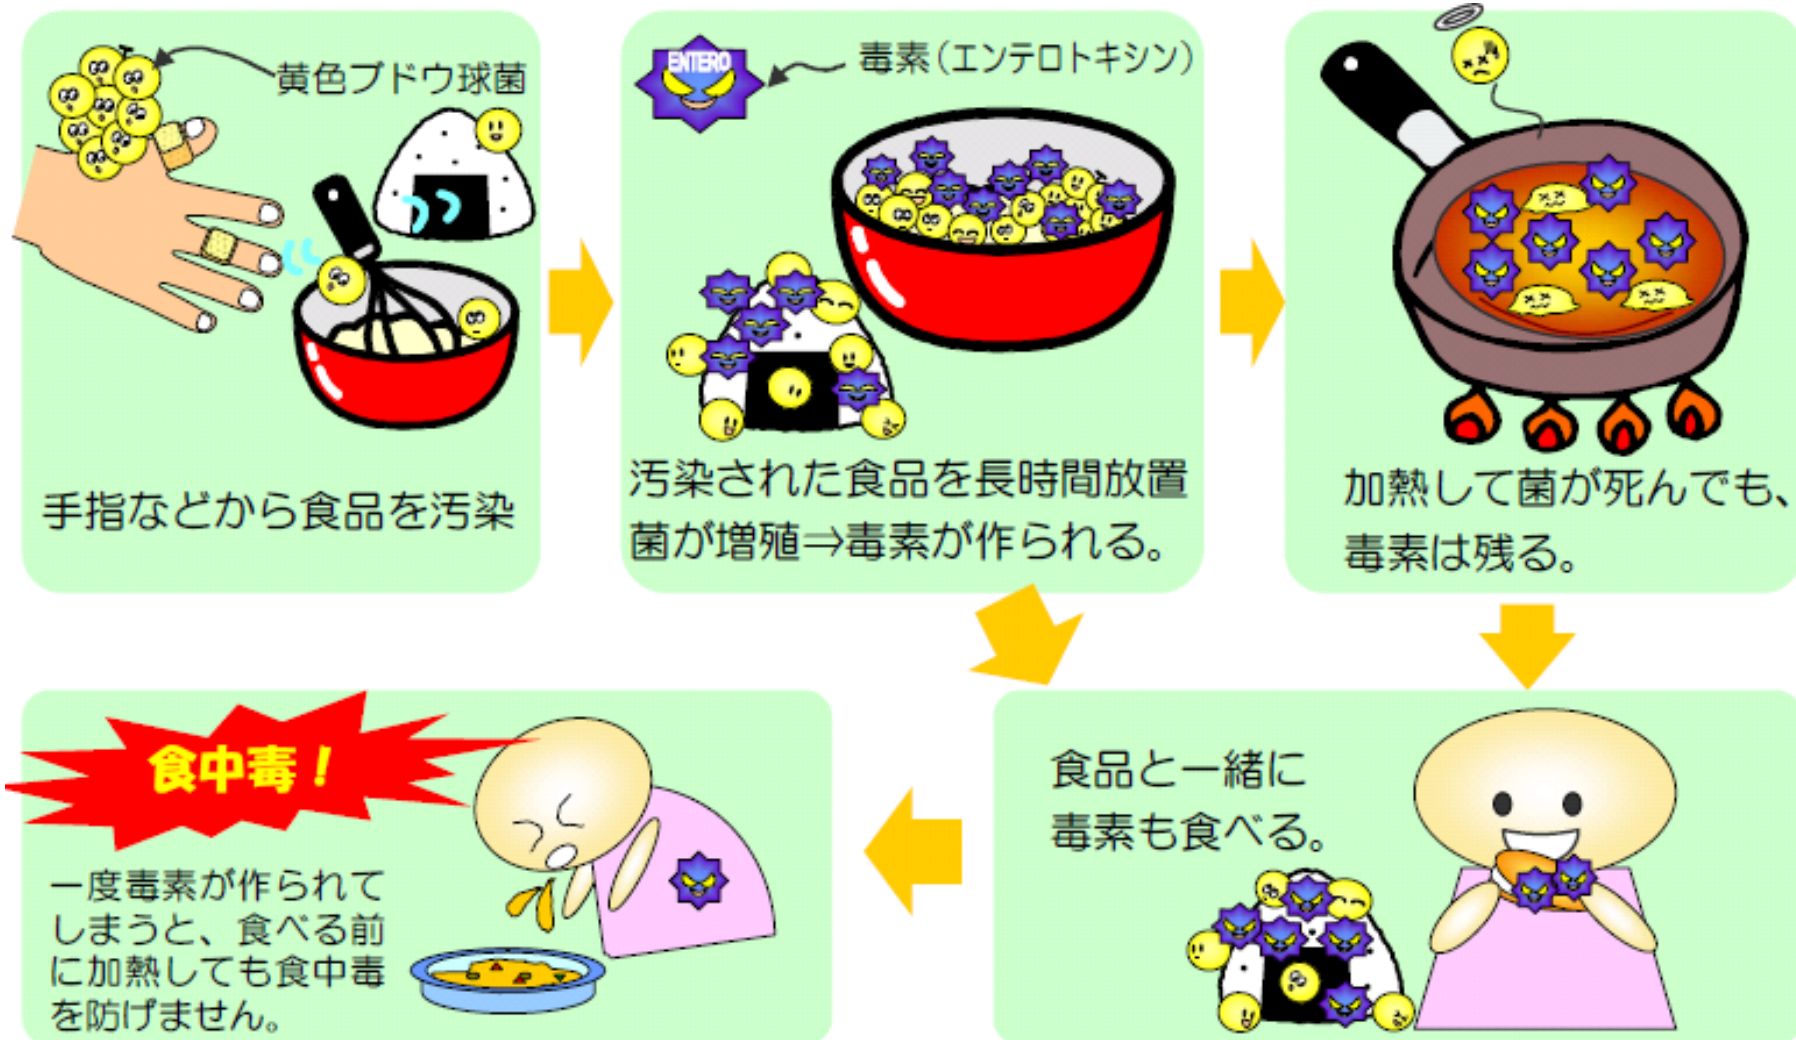 黄色ブドウ球菌
手指などから食品を汚染
ENTERO
毒素(エンテロトキシン)
汚染された食品を長時間放置
菌が増殖⇒毒素が作られる。
加熱して菌が死んでも、
毒素は残る。
食品と一緒に
毒素も食べる。
食中毒!
一度毒素が作られて
しまうと、食べる前
に加熱しても食中毒
を防げません。